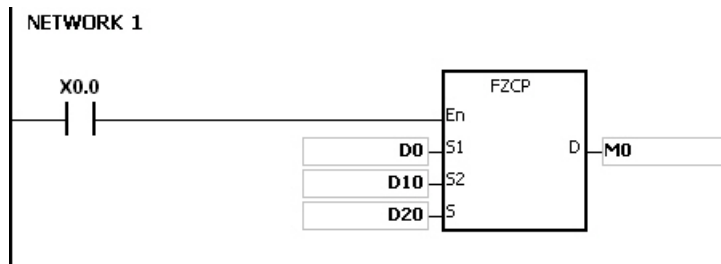 NETWORK 1
X0.0
FZCP
En
D0 S1 D M0
D10 S2
D20 S